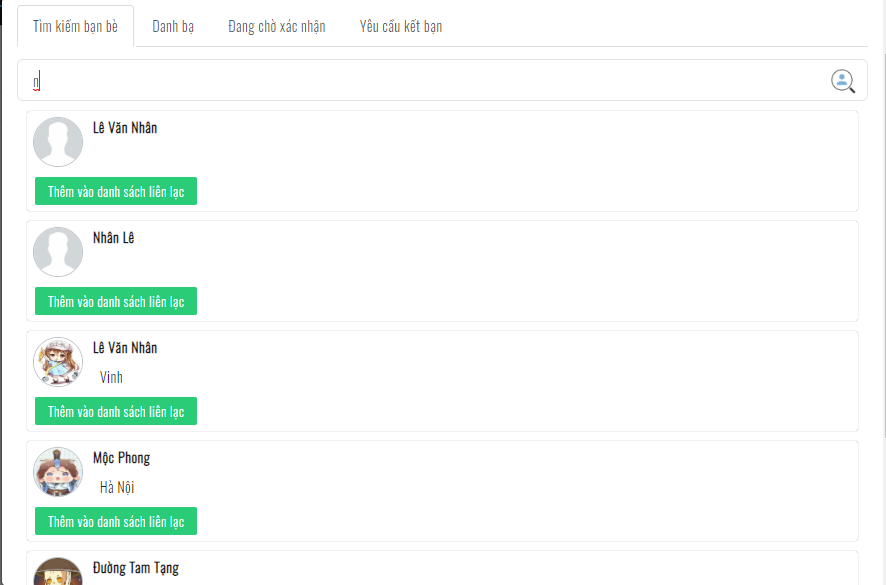 Tìm kiếm bạn bè Danh bạ Đang chờ xác nhận Yêu cầu kết bạn
n
Lê Văn Nhân
Thêm vào danh sách liên lạc
Nhân Lê
Thêm vào danh sách liên lạc
Lê Văn Nhân
Vinh
Thêm vào danh sách liên lạc
Mộc Phong
Hà Nội
Thêm vào danh sách liên lạc
Đường Tam Tạng